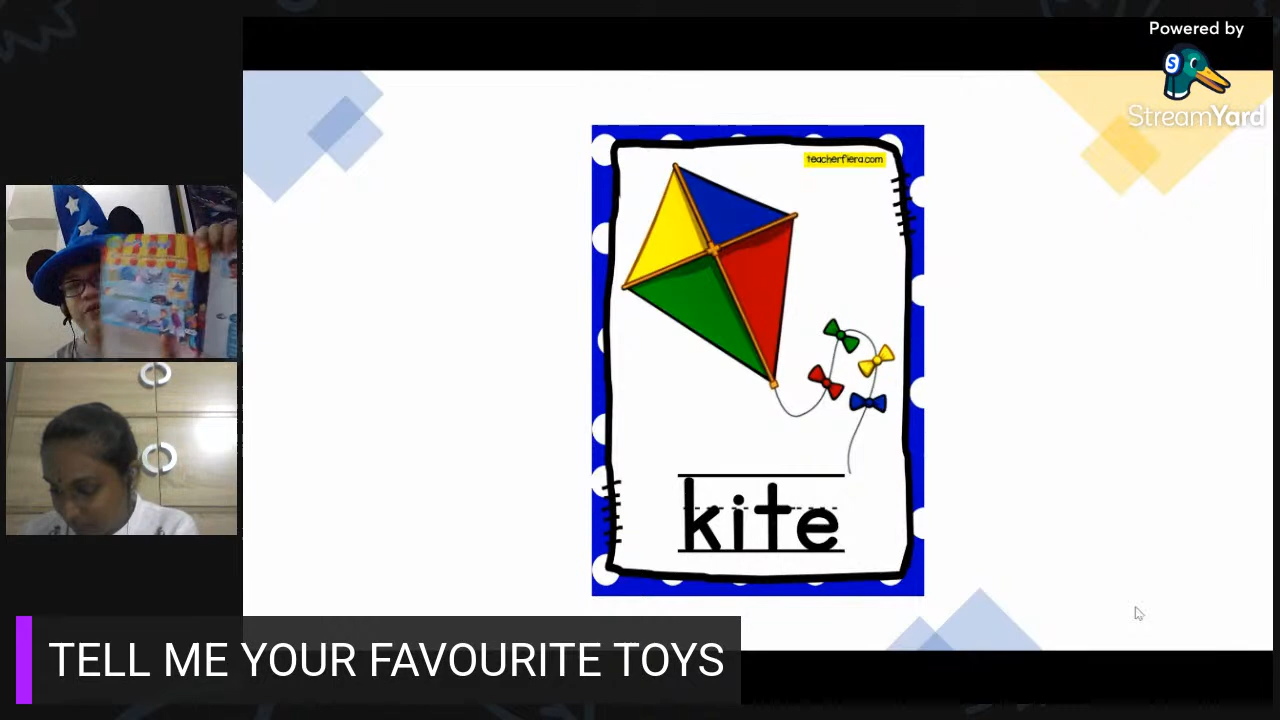 Powered by
StreamYard
teacherfiera.com
kite
TELL ME YOUR FAVOURITE TOYS